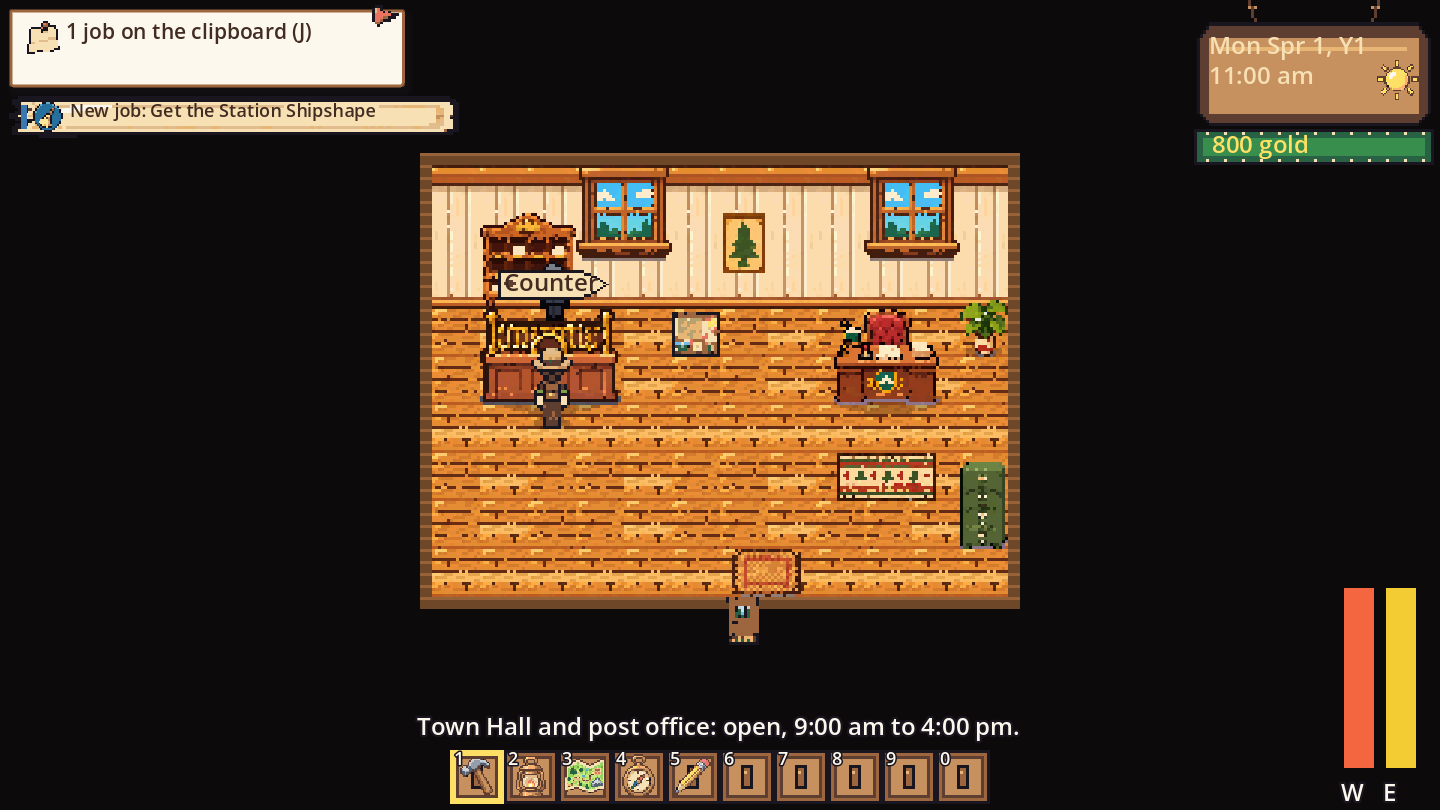 1 job on the clipboard (J)
New job: Get the Station Shipshape
Mon Spr 1, Y1
11:00 am
800 gold
Counter
Town Hall and post office: open, 9:00 am to 4:00 pm.
1 2 3 4 5 6 7 8 9 0
W E